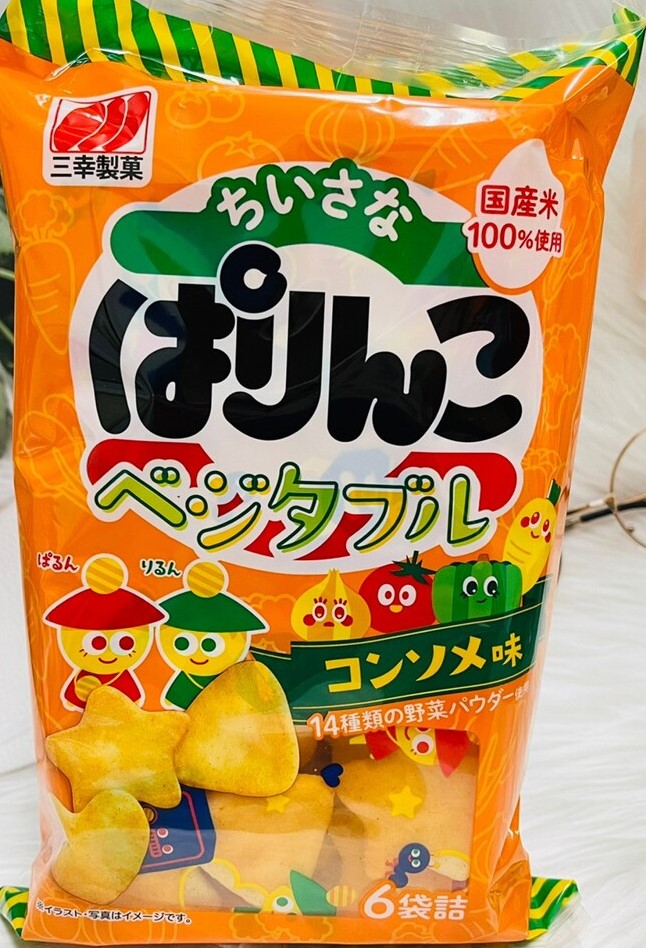 三幸製菓
ちいさな
国産米
100%使用
ぱりんこ
ベジタブル
ぱるん
りるん
コンソメ味
14種類の野菜パウダー使用
※イラスト・写真はイメージです。
6袋詰